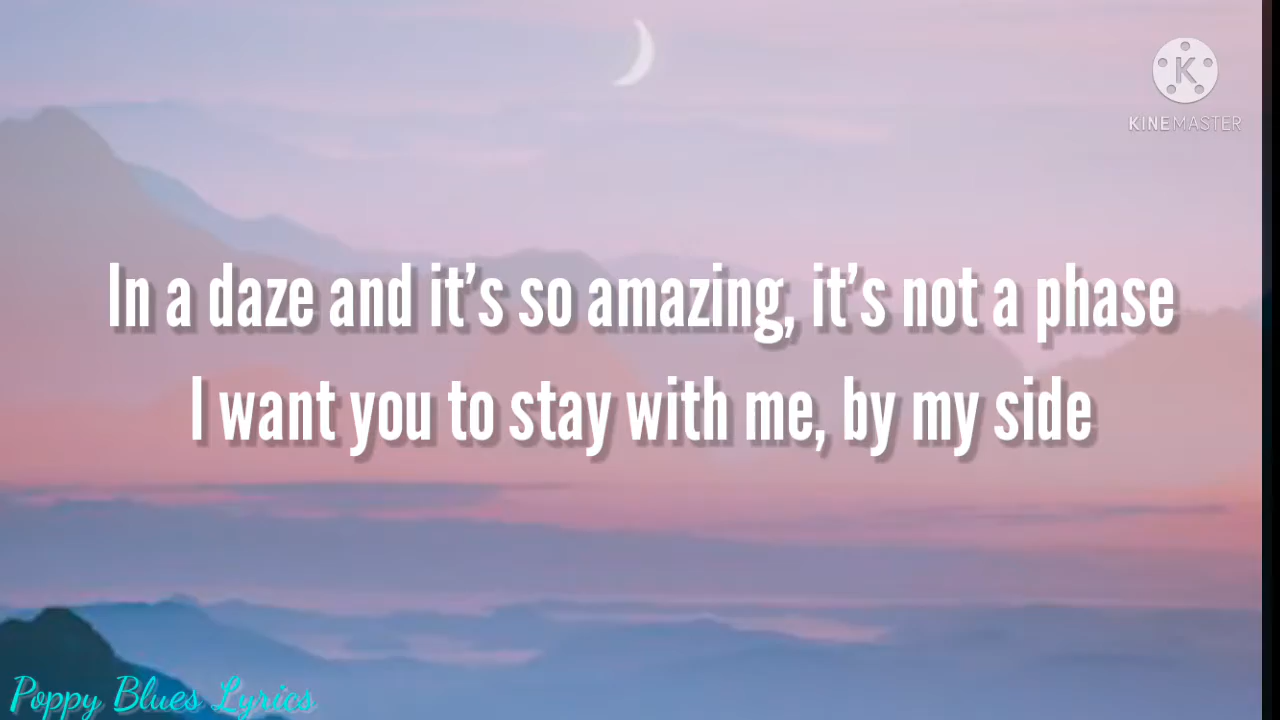 K
KINEMASTER
In a daze and it’s so amazing, it’s not a phase
I want you to stay with me, by my side
Poppy Blues Lyrics